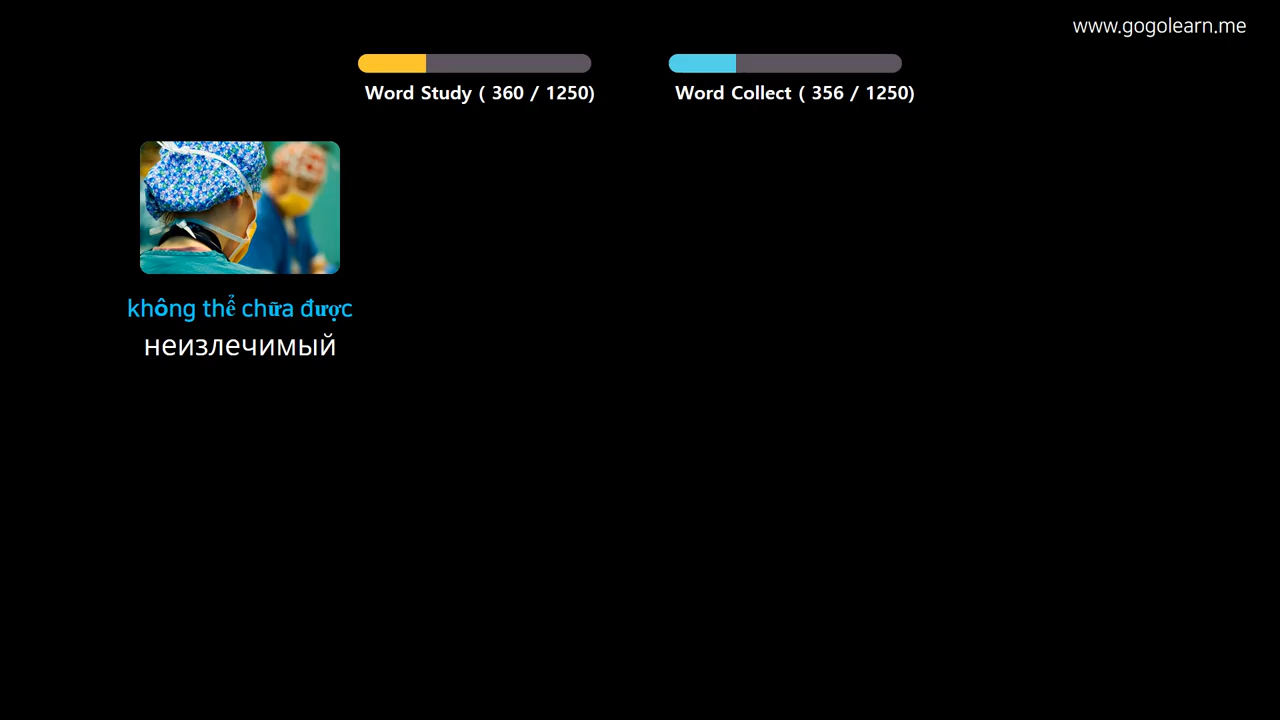 www.gogolearn.me
Word Study ( 360 / 1250)
Word Collect ( 356 / 1250)
không thể chữa được
неизлечимый